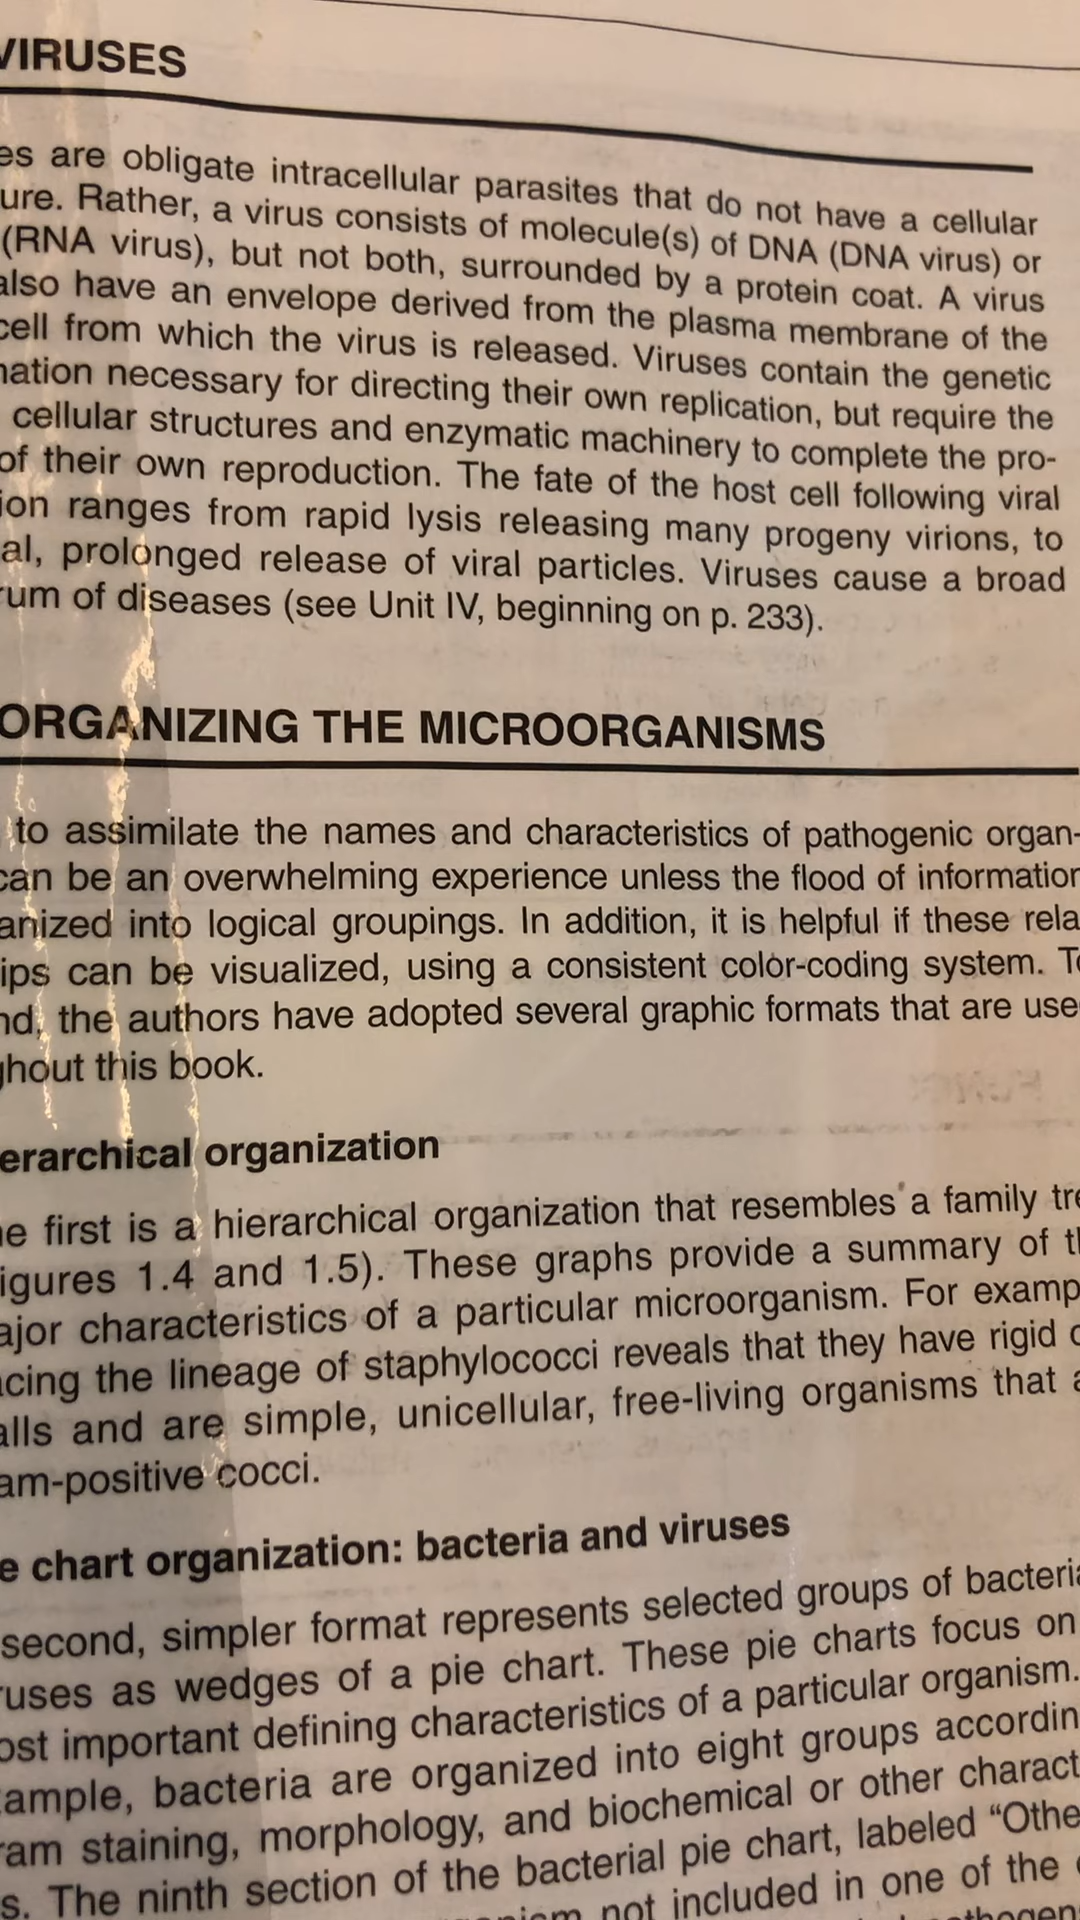 VIRUSES
es are obligate intracellular parasites that do not have a cellular
ure. Rather, a virus consists of molecule(s) of DNA (DNA virus) or
(RNA virus), but not both, surrounded by a protein coat. A virus
also have an envelope derived from the plasma membrane of the
cell from which the virus is released. Viruses contain the genetic
nation necessary for directing their own replication, but require the
cellular structures and enzymatic machinery to complete the pro-
of their own reproduction. The fate of the host cell following viral
ion ranges from rapid lysis releasing many progeny virions, to
al, prolonged release of viral particles. Viruses cause a broad
rum of diseases (see Unit IV, beginning on p. 233).
ORGANIZING THE MICROORGANISMS
to assimilate the names and characteristics of pathogenic organ-
can be an overwhelming experience unless the flood of information
anized into logical groupings. In addition, it is helpful if these rela
ips can be visualized, using a consistent color-coding system. To
nd, the authors have adopted several graphic formats that are use
ghout this book.
erarchical organization
he first is a hierarchical organization that resembles a family tre
igures 1.4 and 1.5). These graphs provide a summary of th
ajor characteristics of a particular microorganism. For examp
acing the lineage of staphylococci reveals that they have rigid c
alls and are simple, unicellular, free-living organisms that a
am-positive cocci.
e chart organization: bacteria and viruses
second, simpler format represents selected groups of bacteria
ruses as wedges of a pie chart. These pie charts focus on
ost important defining characteristics of a particular organism.
ample, bacteria are organized into eight groups accordin
ram staining, morphology, and biochemical or other charact
s. The ninth section of the bacterial pie chart, labeled “Othe
not included in one of the